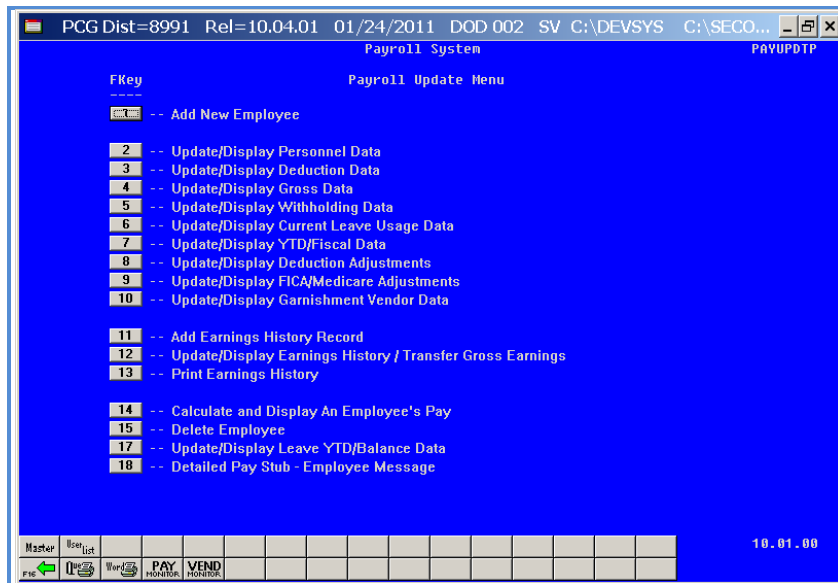 PCG Dist=8991 Rel=10.04.01 01/24/2011 DOD 002 SV C:\DEVSYS C:\SECO...
Payroll System PAYUPDTP
FKey Payroll Update Menu
----
1 -- Add New Employee
2 -- Update/Display Personnel Data
3 -- Update/Display Deduction Data
4 -- Update/Display Gross Data
5 -- Update/Display Withholding Data
6 -- Update/Display Current Leave Usage Data
7 -- Update/Display YTD/Fiscal Data
8 -- Update/Display Deduction Adjustments
9 -- Update/Display FICA/Medicare Adjustments
10 -- Update/Display Garnishment Vendor Data
11 -- Add Earnings History Record
12 -- Update/Display Earnings History / Transfer Gross Earnings
13 -- Print Earnings History
14 -- Calculate and Display An Employee's Pay
15 -- Delete Employee
17 -- Update/Display Leave YTD/Balance Data
18 -- Detailed Pay Stub - Employee Message
Master User List 10.01.00
F16 Que Word PAY MONITOR VEND MONITOR